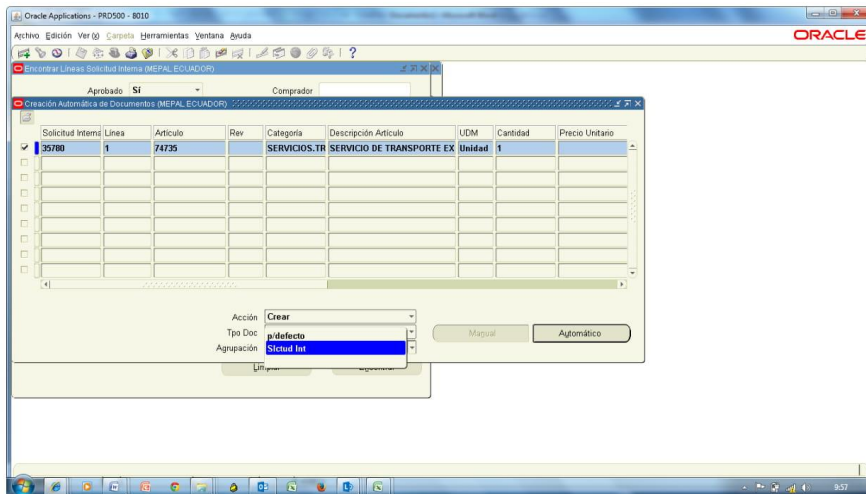 Oracle Applications - PRD500 - 8010
Archivo Edición Ver (x) Carpeta Herramientas Ventana Ayuda
ORACLE
Encontrar Líneas Solicitud Interna (MEPAL ECUADOR)
Aprobado Sí Comprador
Creación Automática de Documentos (MEPAL ECUADOR)
Solicitud Interna Línea Artículo Rev Categoría Descripción Artículo UDM Cantidad Precio Unitario
35780 1 74735 SERVICIOS.TR SERVICIO DE TRANSPORTE EX Unidad 1
Acción Crear
Tpo Doc p/defecto Manual Automático
Agrupación Slctud Int
9:57